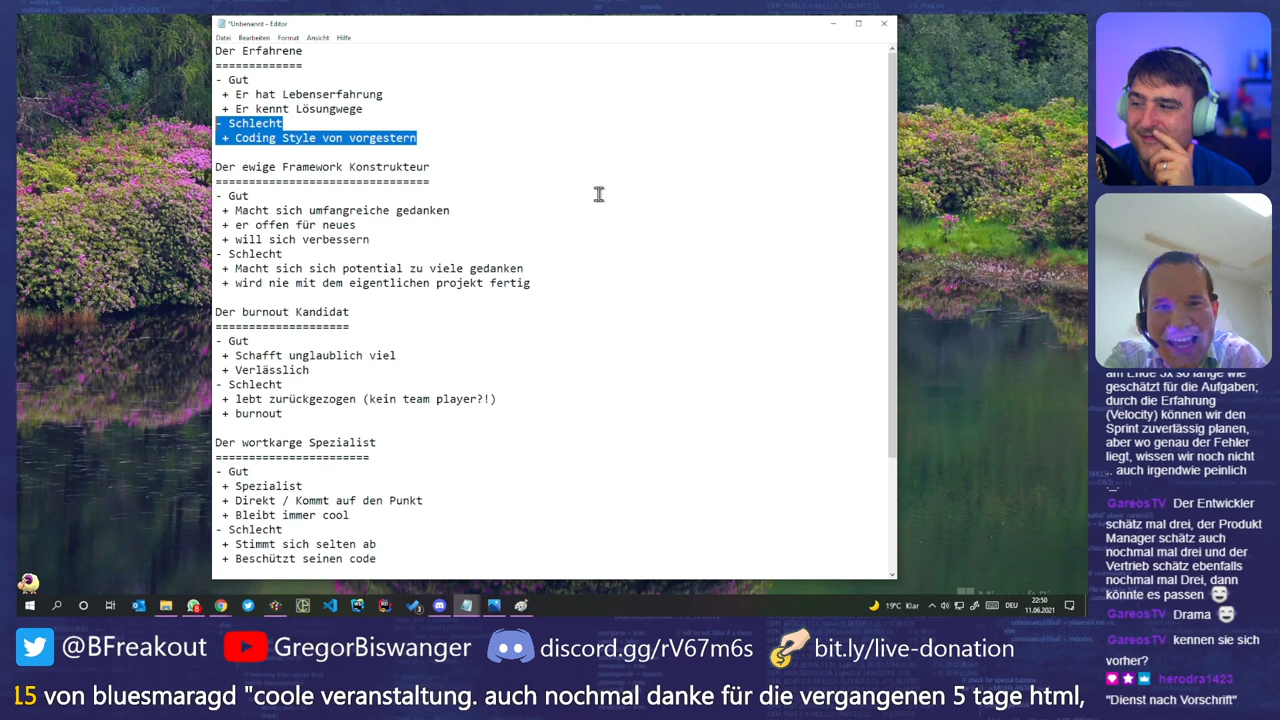 *Unbenannt - Editor
Datei Bearbeiten Format Ansicht Hilfe
Der Erfahrene
=============
- Gut
+ Er hat Lebenserfahrung
+ Er kennt Lösungwege
- Schlecht
+ Coding Style von vorgestern
Der ewige Framework Konstrukteur
================================
- Gut
+ Macht sich umfangreiche gedanken
+ er offen für neues
+ will sich verbessern
- Schlecht
+ Macht sich sich potential zu viele gedanken
+ wird nie mit dem eigentlichen projekt fertig
Der burnout Kandidat
====================
- Gut
+ Schafft unglaublich viel
+ Verlässlich
- Schlecht
+ lebt zurückgezogen (kein team player?!)
+ burnout
Der wortkarge Spezialist
=======================
- Gut
+ Spezialist
+ Direkt / Kommt auf den Punkt
+ Bleibt immer cool
- Schlecht
+ Stimmt sich selten ab
+ Beschützt seinen code
19°C Klar
DEU
22:50
11.06.2021
am Ende 3x so lange wie
geschätzt für die Aufgaben;
durch die Erfahrung
(Velocity) können wir den
Sprint zuverlässig planen,
aber wo genau der Fehler
liegt, wissen wir noch nicht
-- auch irgendwie peinlich
-_-
GareosTV Der Entwickler
schätz mal drei, der Produkt
Manager schätz auch
nochmal mal drei und der
Vertrieb schätz ebenfalls
nochmal mal Drei, dann
könnte es passen
GareosTV Drama
GareosTV kennen sie sich
vorher?
herodra1423
"Dienst nach Vorschrift"
@BFreakout
GregorBiswanger
discord.gg/rV67m6s
bit.ly/live-donation
15 von bluesmaragd "coole veranstaltung. auch nochmal danke für die vergangenen 5 tage html,